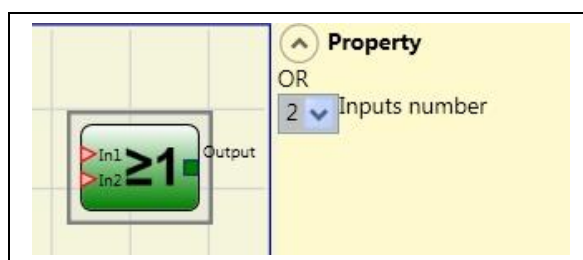 Property
OR
2 Inputs number
In1
In2
≥1
Output